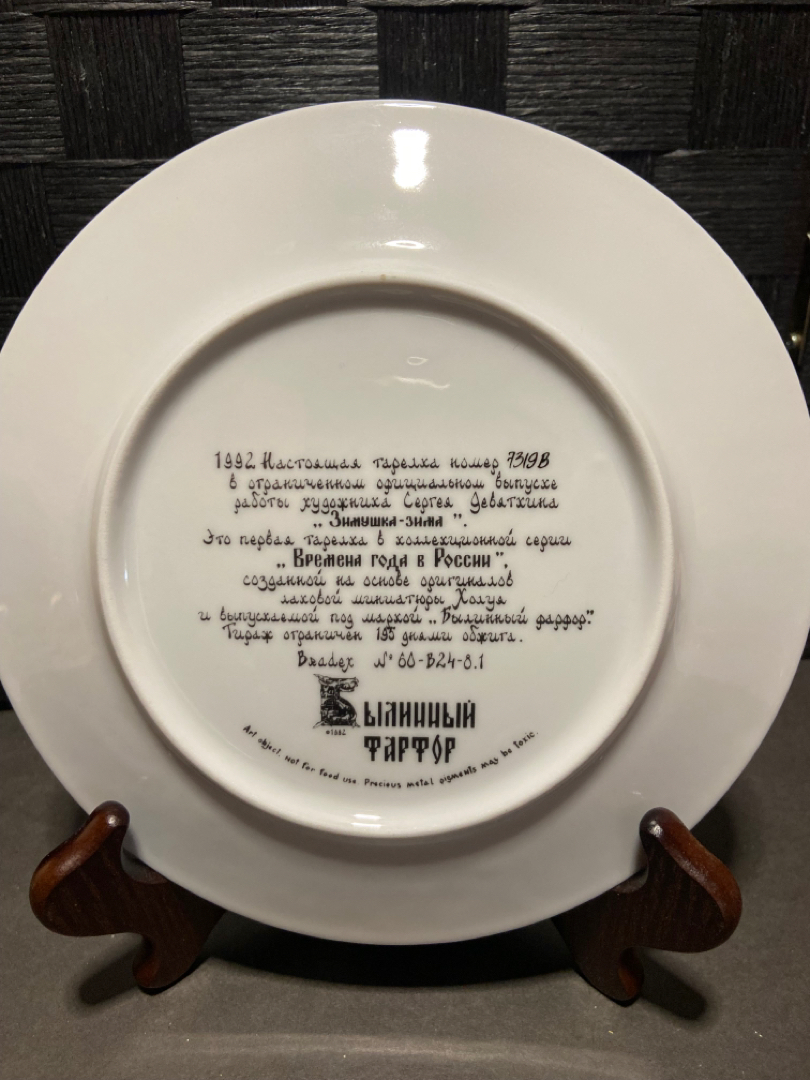 1992 Настоящая тарелка номер 7319B
в ограниченном официальном выпуске
работы художника Сергея Девяткина
„Зимушка-зима”.
Это первая тарелка в коллекционной серии
„Времена года в России”,
созданной на основе оригиналов
лаковой миниатюры Холуя
и выпускаемой под маркой „Былинный фарфор”.
Тираж ограничен 195 днями обжига.
Bradex № 60-B24-8.1
Былинный
©1992
фарфор
Art object. Not for food use. Precious metal pigments may be toxic.